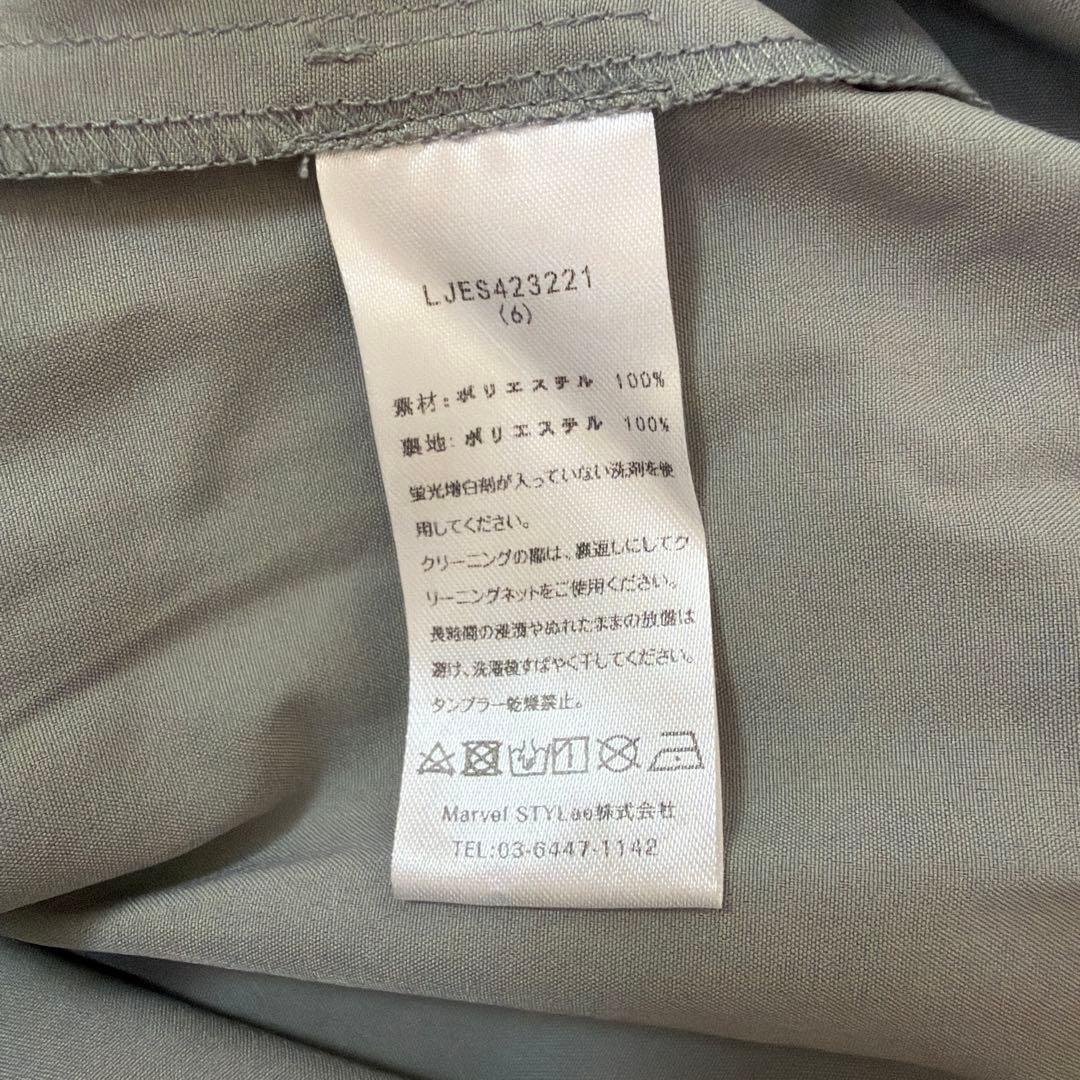 LJES423221
(6)
素材:ポリエステル 100%
裏地:ポリエステル 100%
蛍光増白剤が入っていない洗剤を使
用してください。
クリーニングの際は、裏返しにしてク
リーニングネットをご使用ください。
長時間の浸漬やぬれたままの放置は
避け、洗濯後すばやく干してください。
タンブラー乾燥禁止。
Marvel STYLae株式会社
TEL:03-6447-1142